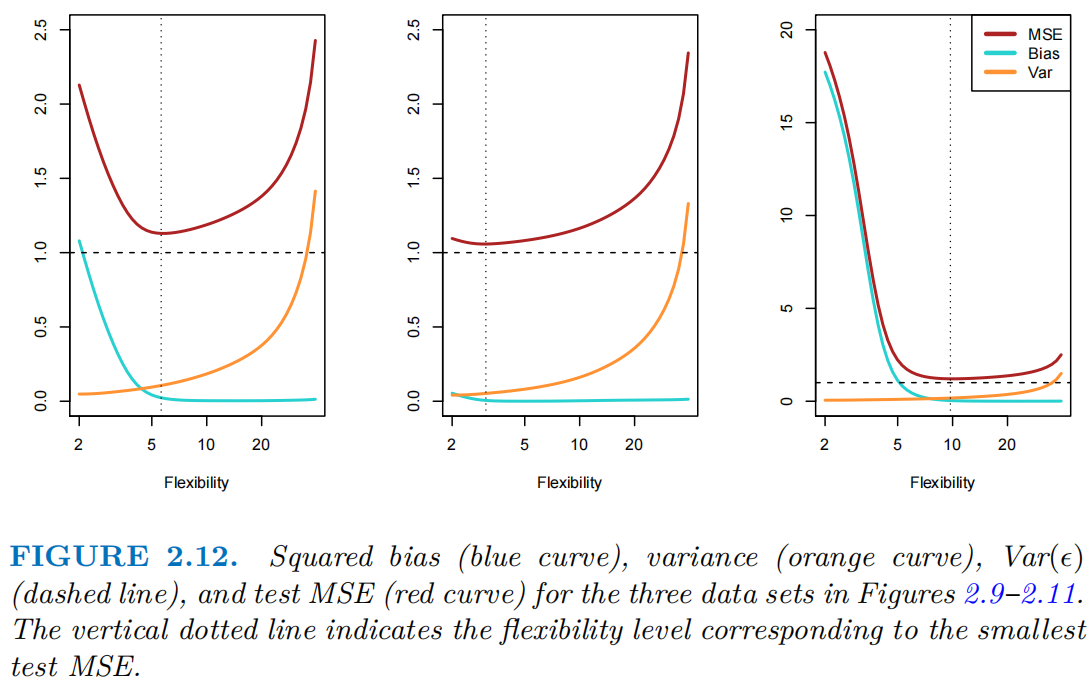 MSE
Bias
Var
0.0 0.5 1.0 1.5 2.0 2.5
2 5 10 20
Flexibility
0.0 0.5 1.0 1.5 2.0 2.5
2 5 10 20
Flexibility
0 5 10 15 20
2 5 10 20
Flexibility
FIGURE 2.12. Squared bias (blue curve), variance (orange curve), Var(ϵ)
(dashed line), and test MSE (red curve) for the three data sets in Figures 2.9–2.11.
The vertical dotted line indicates the flexibility level corresponding to the smallest
test MSE.